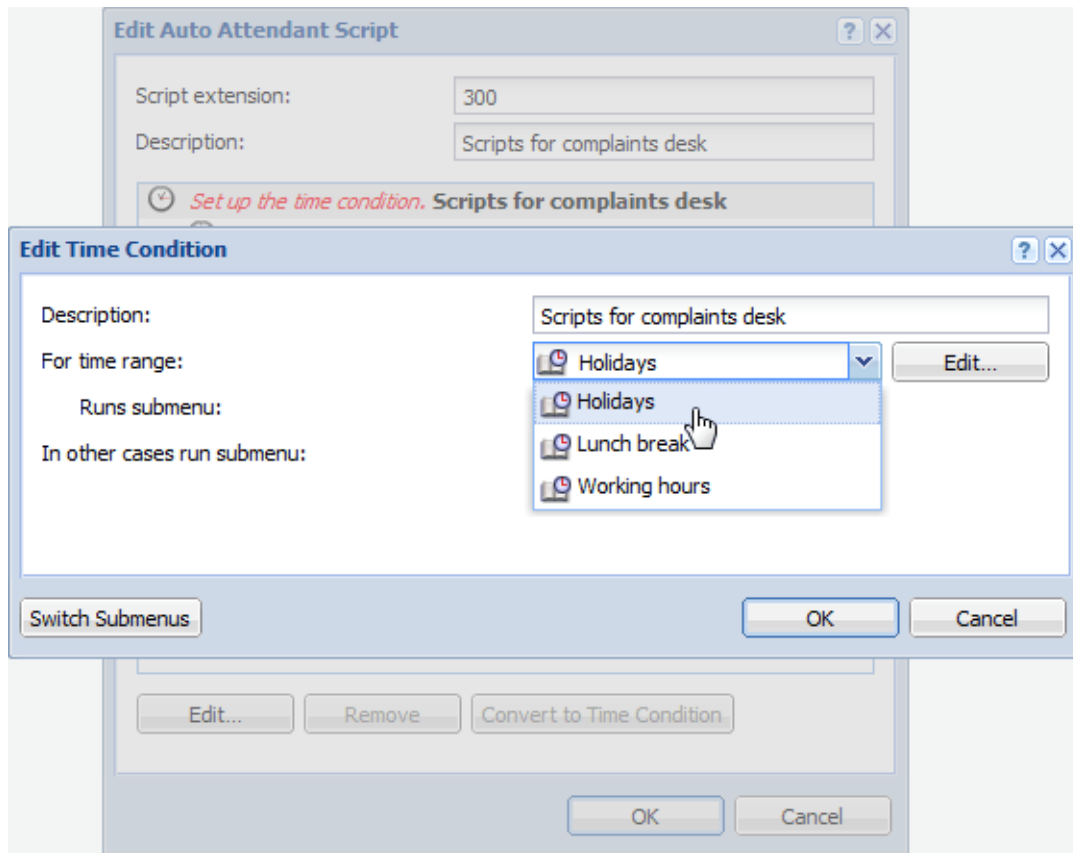 Edit Auto Attendant Script
Script extension: 300
Description: Scripts for complaints desk
Set up the time condition. Scripts for complaints desk
Edit Time Condition
Description: Scripts for complaints desk
For time range: Holidays Edit...
Runs submenu: Holidays
In other cases run submenu: Lunch break
Working hours
Switch Submenus OK Cancel
Edit... Remove Convert to Time Condition
OK Cancel